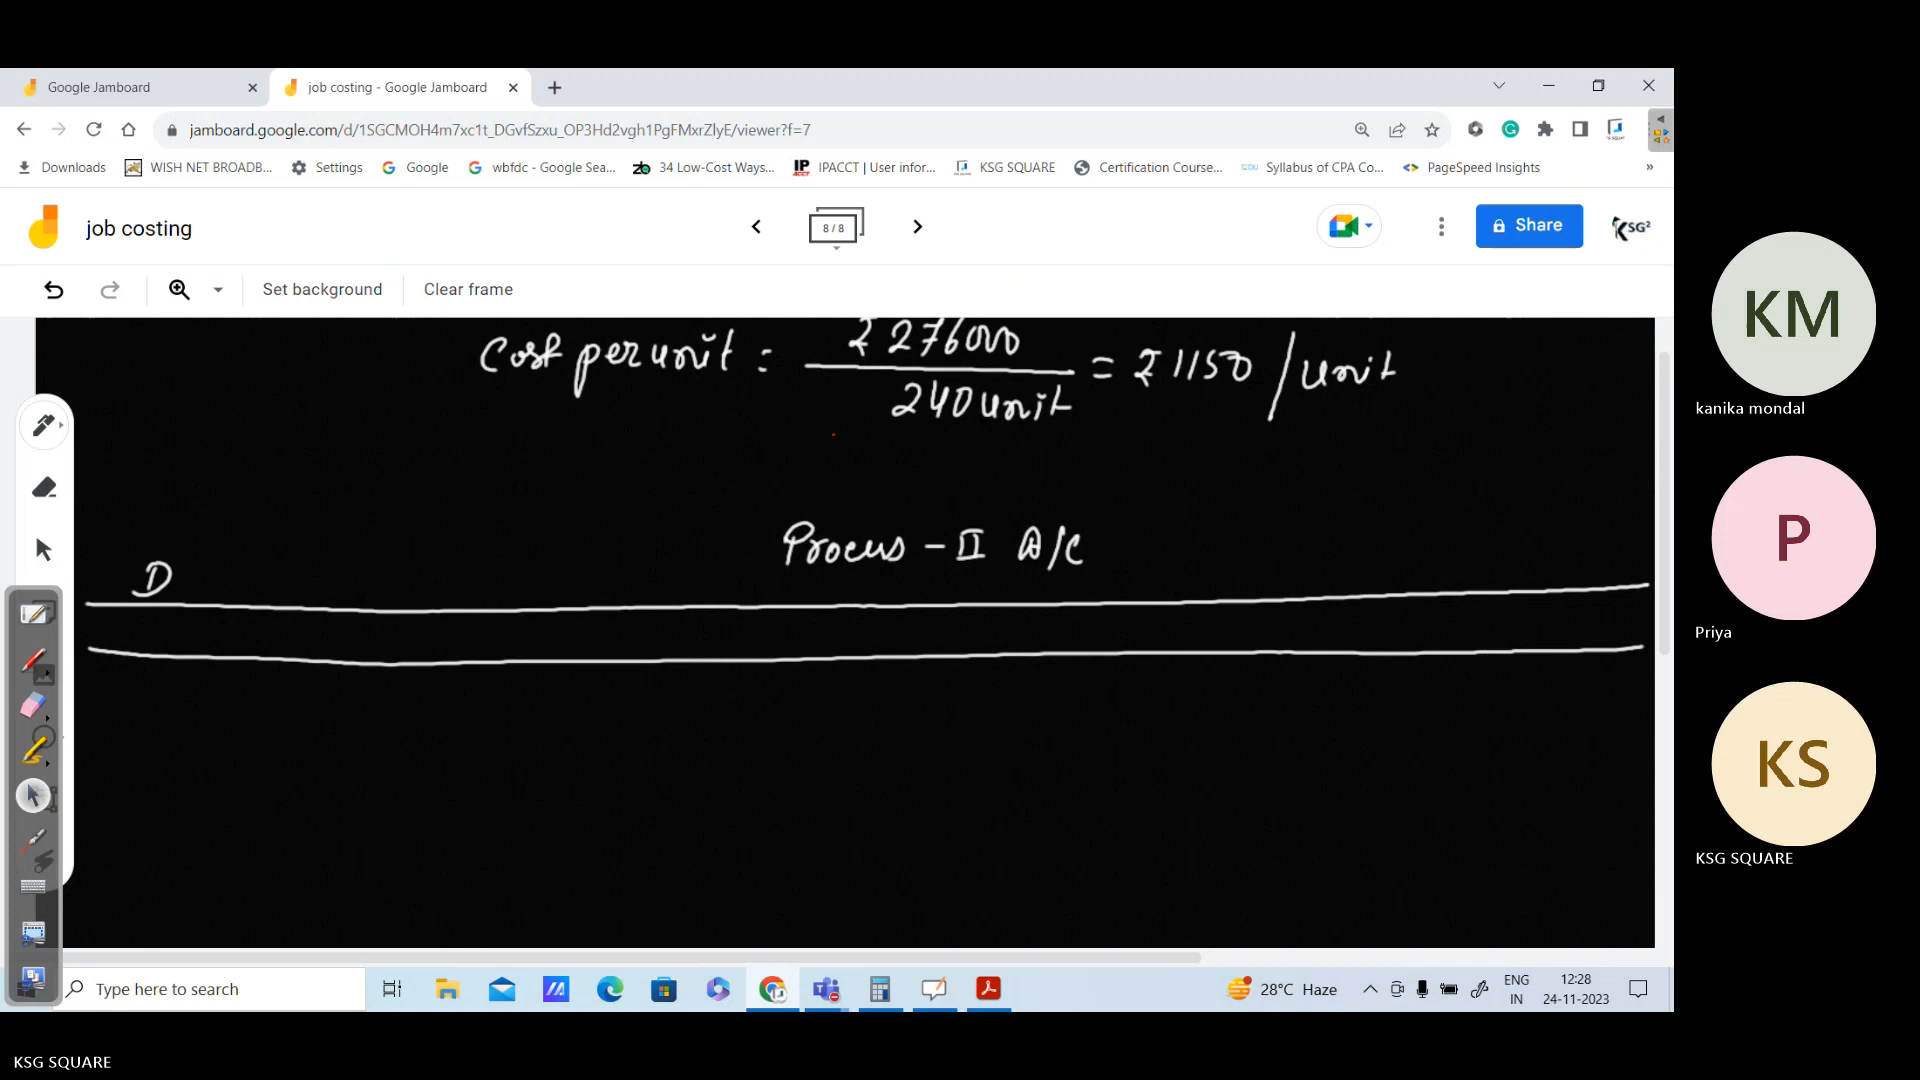 Google Jamboard
job costing - Google Jamboard
jamboard.google.com/d/1SGCMOH4m7xc1t_DGvfSzxu_OP3Hd2vgh1PgFMxrZlyE/viewer?f=7
Downloads WISH NET BROADB... Settings Google wbfdc - Google Sea... 34 Low-Cost Ways... IPACCT | User infor... KSG SQUARE Certification Course... Syllabus of CPA Co... PageSpeed Insights »
job costing
8 / 8
Share
KSG²
Set background
Clear frame
Cost per unit : ₹ 276000 = ₹ 1150 / unit
240 unit
Process - II A/C
D
KM
kanika mondal
P
Priya
KS
KSG SQUARE
Type here to search
28°C Haze
ENG
IN
12:28
24-11-2023
KSG SQUARE